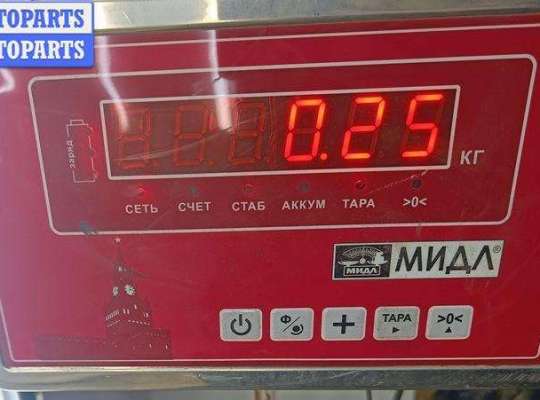 TOPARTS
TOPARTS
заряд
0.25
КГ
СЕТЬ СЧЕТ СТАБ АККУМ ТАРА >0<
МИДЛ
МИДЛ®
Ф ТАРА >0<